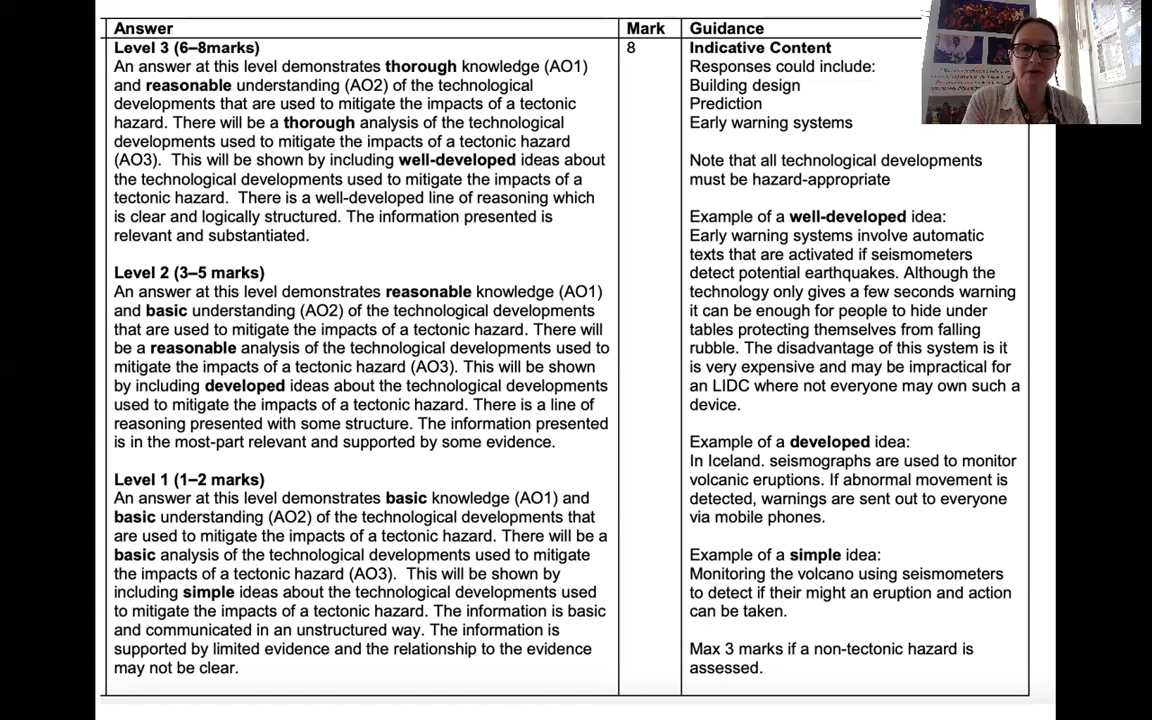 Answer
Mark
Guidance
Level 3 (6–8marks)
An answer at this level demonstrates thorough knowledge (AO1)
and reasonable understanding (AO2) of the technological
developments that are used to mitigate the impacts of a tectonic
hazard. There will be a thorough analysis of the technological
developments used to mitigate the impacts of a tectonic hazard
(AO3).  This will be shown by including well-developed ideas about
the technological developments used to mitigate the impacts of a
tectonic hazard.  There is a well-developed line of reasoning which
is clear and logically structured. The information presented is
relevant and substantiated.
Level 2 (3–5 marks)
An answer at this level demonstrates reasonable knowledge (AO1)
and basic understanding (AO2) of the technological developments
that are used to mitigate the impacts of a tectonic hazard. There will
be a reasonable analysis of the technological developments used to
mitigate the impacts of a tectonic hazard (AO3). This will be shown
by including developed ideas about the technological developments
used to mitigate the impacts of a tectonic hazard. There is a line of
reasoning presented with some structure. The information presented
is in the most-part relevant and supported by some evidence.
Level 1 (1–2 marks)
An answer at this level demonstrates basic knowledge (AO1) and
basic understanding (AO2) of the technological developments that
are used to mitigate the impacts of a tectonic hazard. There will be a
basic analysis of the technological developments used to mitigate
the impacts of a tectonic hazard (AO3).  This will be shown by
including simple ideas about the technological developments used
to mitigate the impacts of a tectonic hazard. The information is basic
and communicated in an unstructured way. The information is
supported by limited evidence and the relationship to the evidence
may not be clear.
8
Indicative Content
Responses could include:
Building design
Prediction
Early warning systems
Note that all technological developments
must be hazard-appropriate
Example of a well-developed idea:
Early warning systems involve automatic
texts that are activated if seismometers
detect potential earthquakes. Although the
technology only gives a few seconds warning
it can be enough for people to hide under
tables protecting themselves from falling
rubble. The disadvantage of this system is it
is very expensive and may be impractical for
an LIDC where not everyone may own such a
device.
Example of a developed idea:
In Iceland. seismographs are used to monitor
volcanic eruptions. If abnormal movement is
detected, warnings are sent out to everyone
via mobile phones.
Example of a simple idea:
Monitoring the volcano using seismometers
to detect if their might an eruption and action
can be taken.
Max 3 marks if a non-tectonic hazard is
assessed.